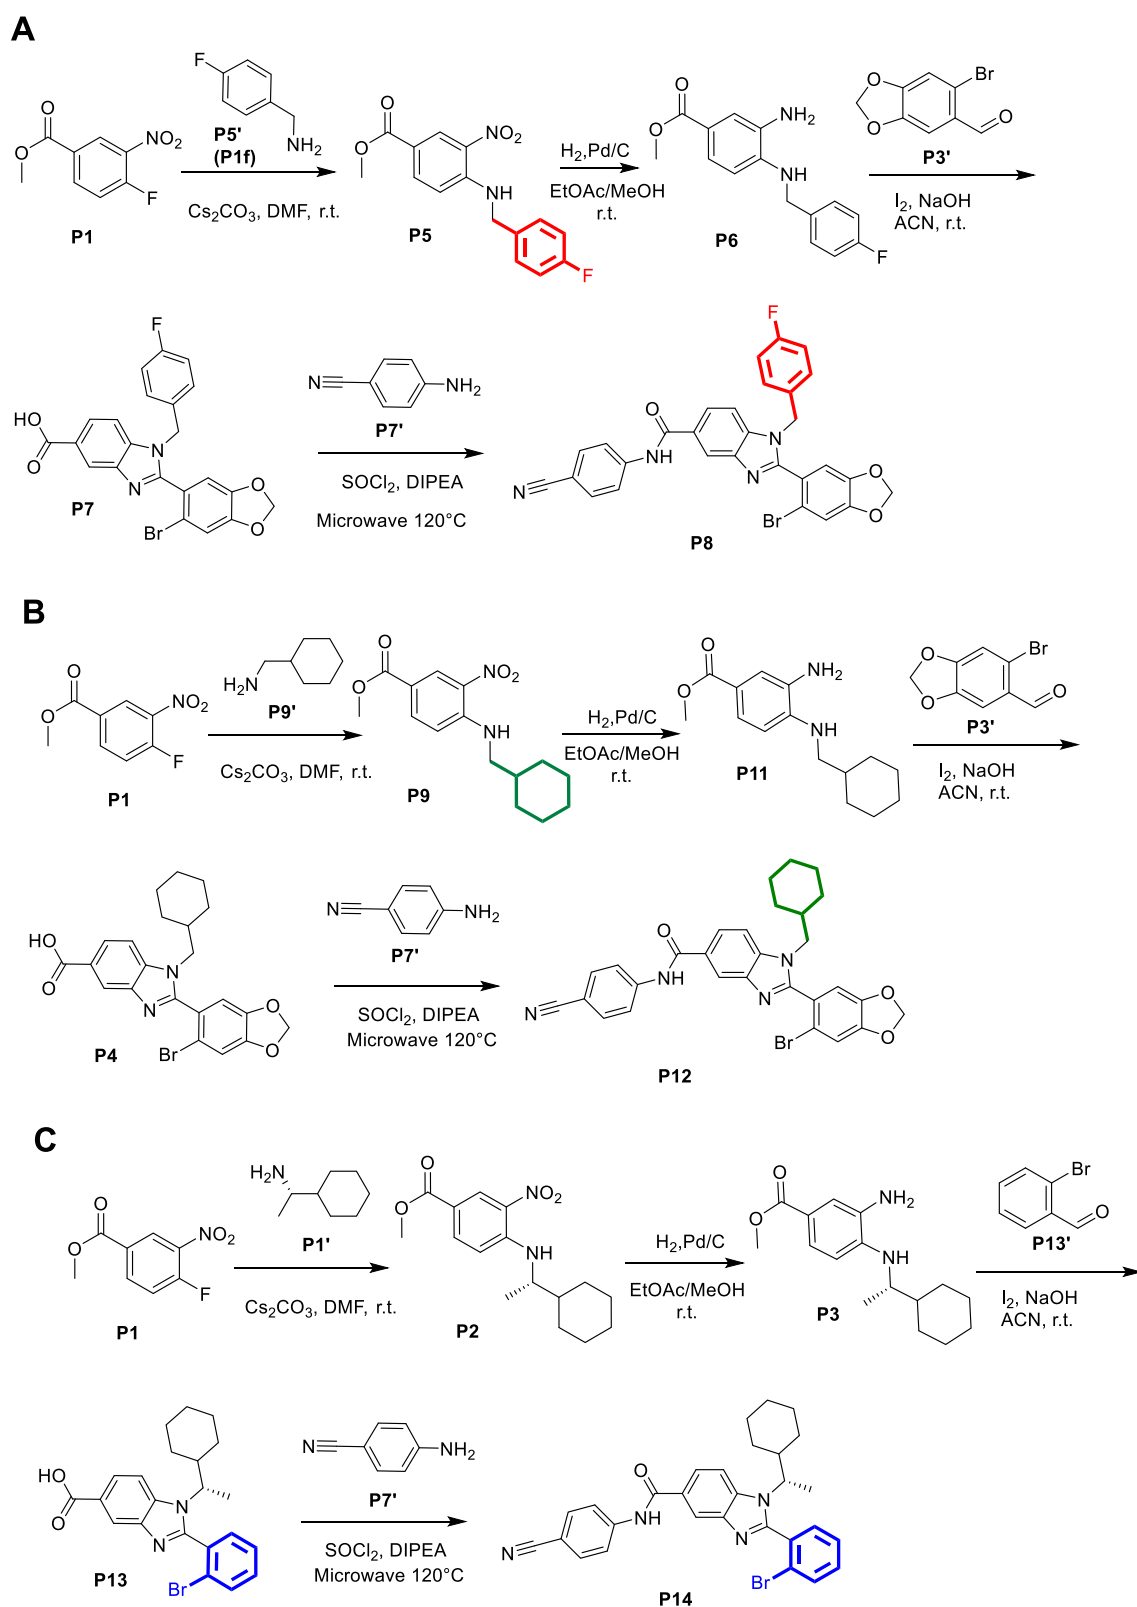 A
F
P5'
(P1f)
NH2
O
O
NO2
F
P1
Cs2CO3, DMF, r.t.
O
O
NO2
NH
F
P5
H2,Pd/C
EtOAc/MeOH
r.t.
O
O
NH2
NH
F
P6
O
O
Br
O
P3'
I2, NaOH
ACN, r.t.
F
HO
O
N
N
O
O
Br
P7
N
NH2
P7'
SOCl2, DIPEA
Microwave 120°C
F
O
NH
N
N
N
O
O
Br
P8
B
H2N
P9'
O
O
NO2
F
P1
Cs2CO3, DMF, r.t.
O
O
NO2
NH
P9
H2,Pd/C
EtOAc/MeOH
r.t.
O
O
NH2
NH
P11
O
O
Br
O
P3'
I2, NaOH
ACN, r.t.
HO
O
N
N
O
O
Br
P4
N
NH2
P7'
SOCl2, DIPEA
Microwave 120°C
O
NH
N
N
N
O
O
Br
P12
C
H2N
P1'
O
O
NO2
F
P1
Cs2CO3, DMF, r.t.
O
O
NO2
NH
P2
H2,Pd/C
EtOAc/MeOH
r.t.
O
O
NH2
NH
P3
Br
O
P13'
I2, NaOH
ACN, r.t.
HO
O
N
N
Br
P13
N
NH2
P7'
SOCl2, DIPEA
Microwave 120°C
O
NH
N
N
N
Br
P14